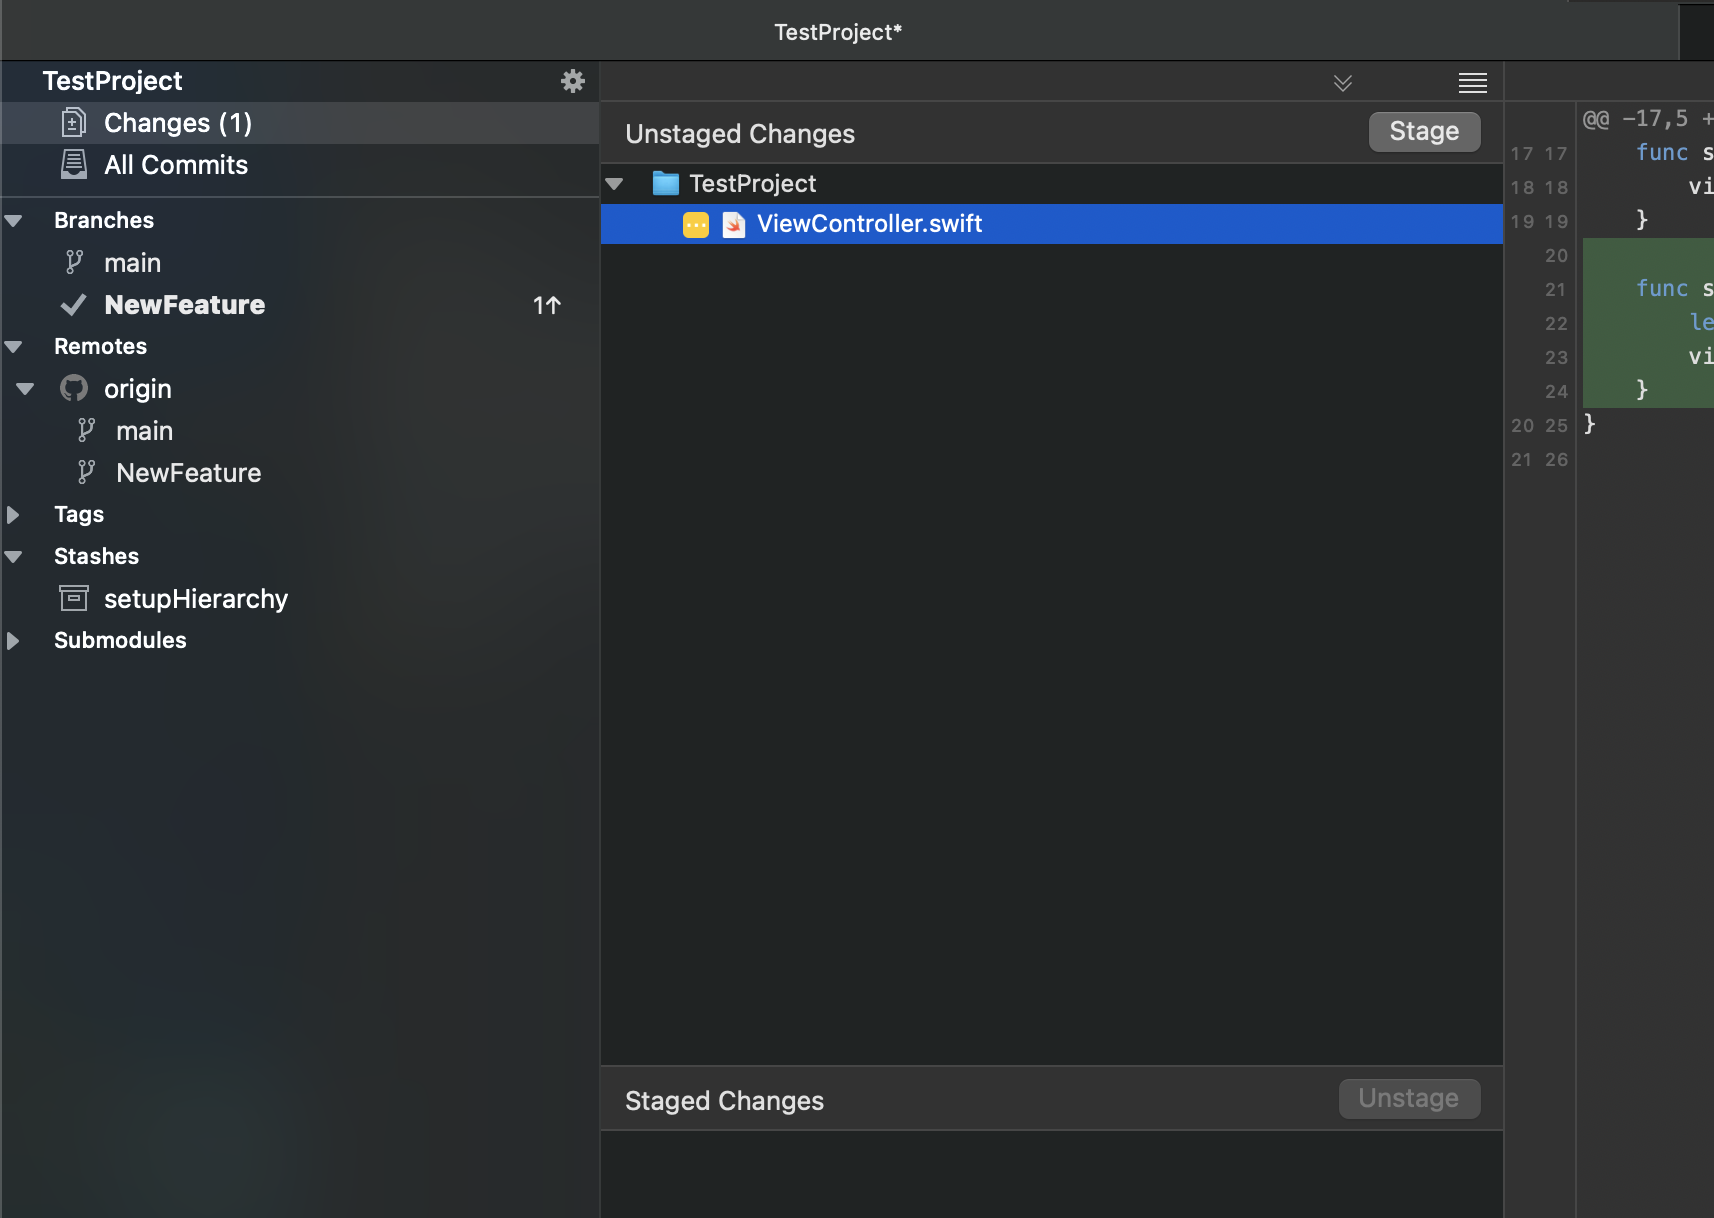 TestProject*
TestProject
Changes (1)
All Commits
Branches
main
NewFeature 1↑
Remotes
origin
main
NewFeature
Tags
Stashes
setupHierarchy
Submodules
Unstaged Changes Stage
TestProject
ViewController.swift
Staged Changes Unstage
@@ -17,5 +
17 17 func s
18 18 vi
19 19 }
20
21 func s
22 le
23 vi
24 }
20 25 }
21 26